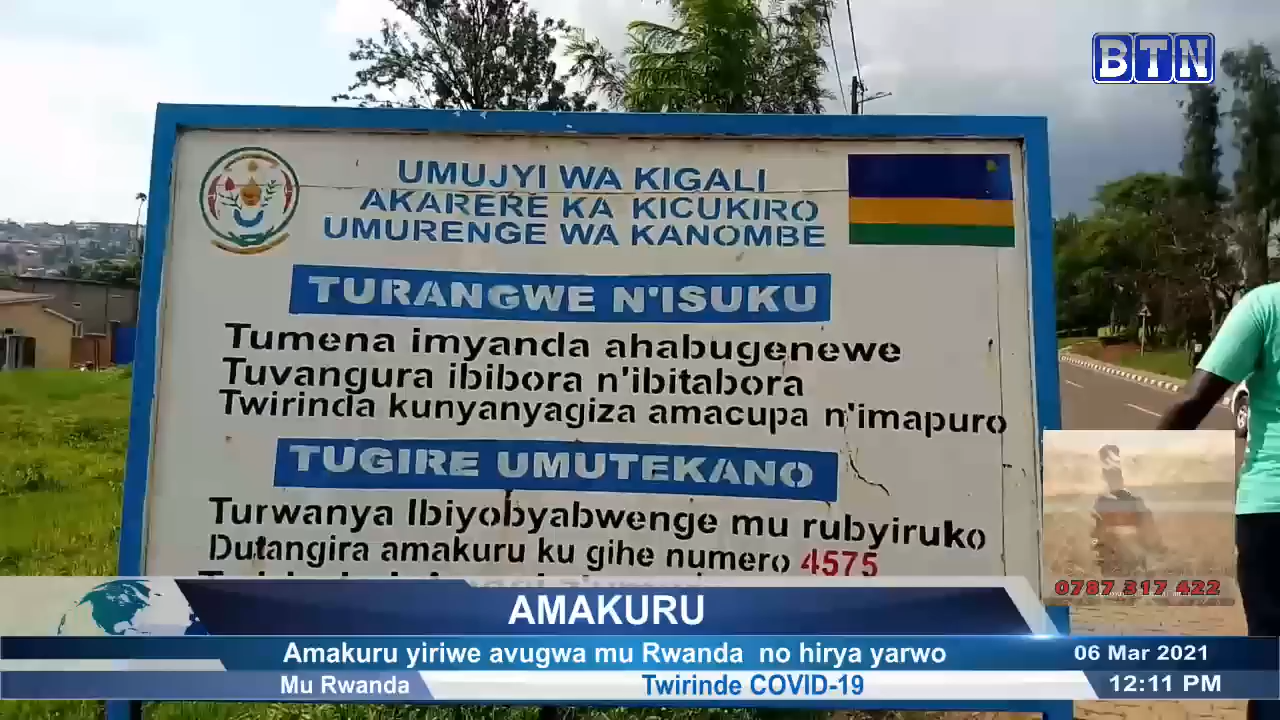 BTN
UMUJYI WA KIGALI
AKARERE KA KICUKIRO
UMURENGE WA KANOMBE
TURANGWE N'ISUKU
Tumena imyanda ahabugenewe
Tuvangura ibibora n'ibitabora
Twirinda kunyanyagiza amacupa n'imapuro
TUGIRE UMUTEKANO
Turwanya Ibiyobyabwenge mu rubyiruko
Dutangira amakuru ku gihe numero 4575
0787 317 422
AMAKURU
Amakuru yiriwe avugwa mu Rwanda no hirya yarwo
06 Mar 2021
Mu Rwanda
Twirinde COVID-19
12:11 PM